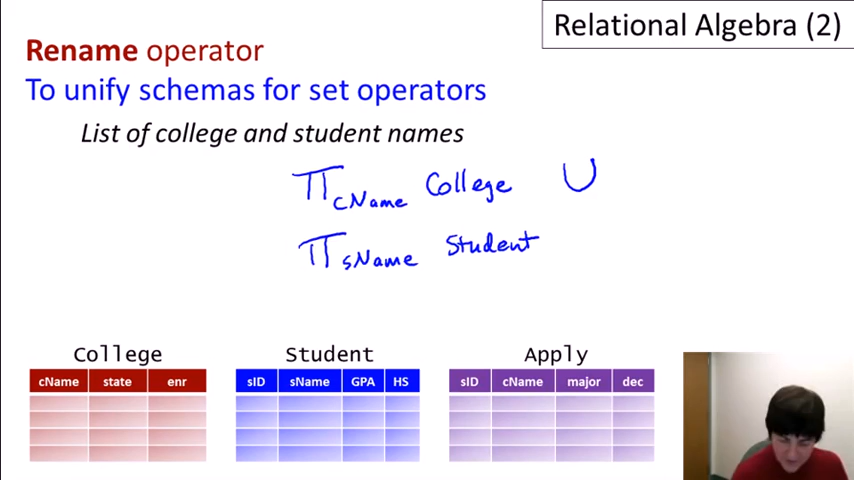 Relational Algebra (2)
Rename operator
To unify schemas for set operators
List of college and student names
π cName College ∪
π sName Student
College
cName state enr
Student
sID sName GPA HS
Apply
sID cName major dec